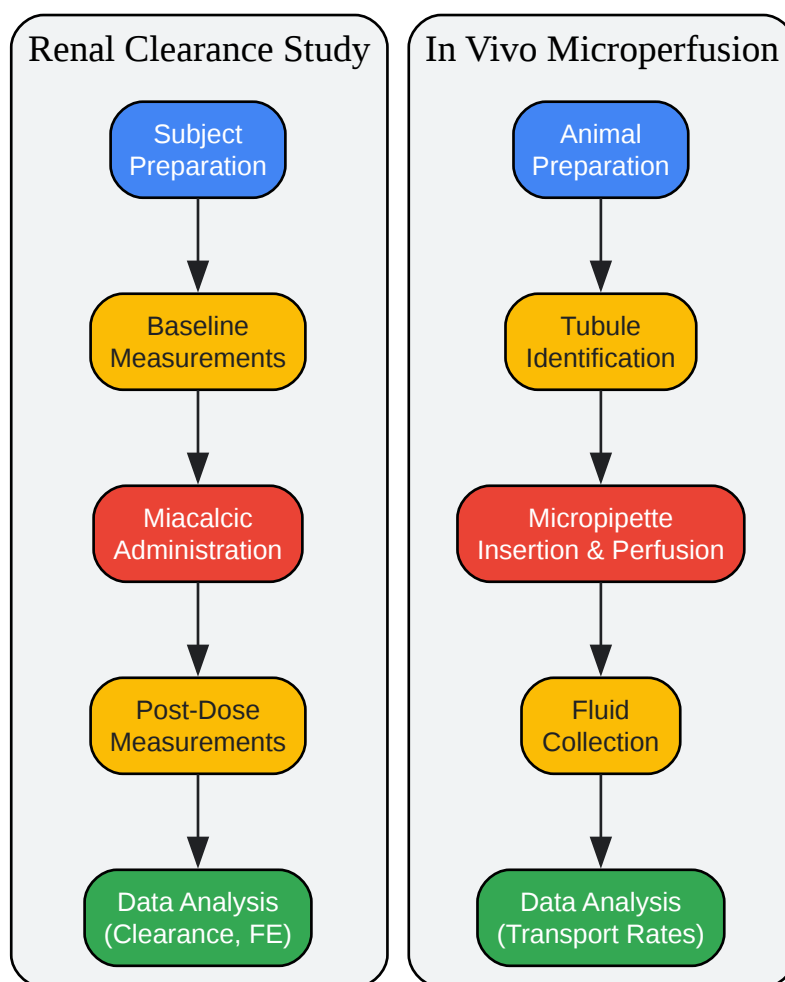 Renal Clearance Study
Subject
Preparation
Baseline
Measurements
Miacalcic
Administration
Post-Dose
Measurements
Data Analysis
(Clearance, FE)
In Vivo Microperfusion
Animal
Preparation
Tubule
Identification
Micropipette
Insertion & Perfusion
Fluid
Collection
Data Analysis
(Transport Rates)